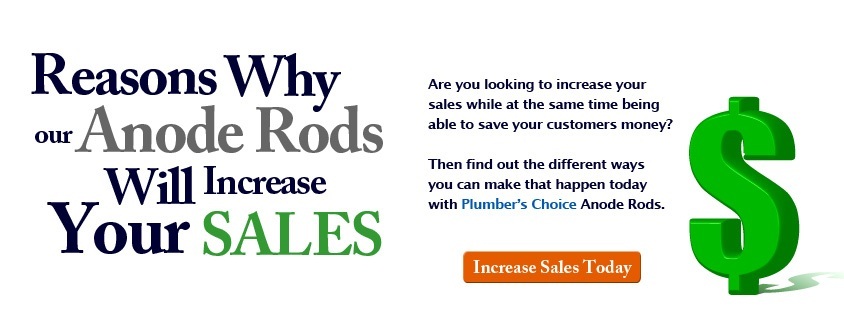 Reasons Why
our Anode Rods
Will Increase
Your SALES
Are you looking to increase your
sales while at the same time being
able to save your customers money?
Then find out the different ways
you can make that happen today
with Plumber's Choice Anode Rods.
Increase Sales Today
$